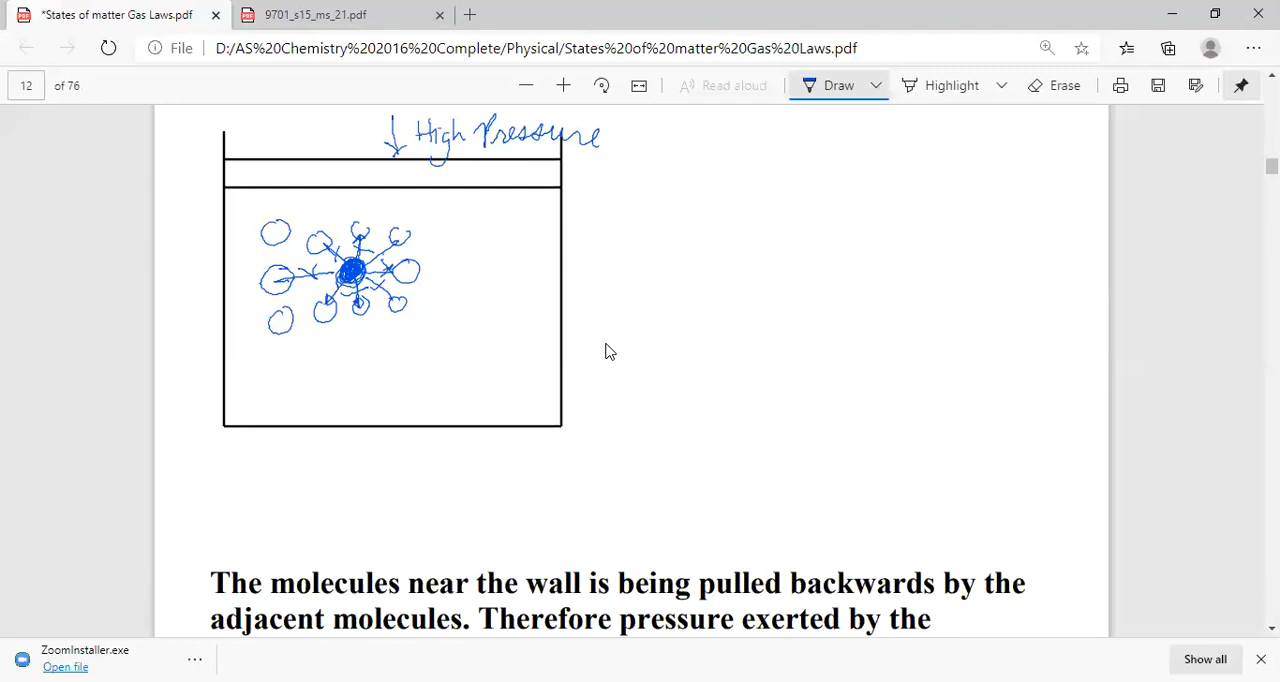 *States of matter Gas Laws.pdf
9701_s15_ms_21.pdf
File
D:/AS%20Chemistry%202016%20Complete/Physical/States%20of%20matter%20Gas%20Laws.pdf
12 of 76
Read aloud
Draw
Highlight
Erase
High Pressure
The molecules near the wall is being pulled backwards by the
adjacent molecules. Therefore pressure exerted by the
ZoomInstaller.exe
Open file
Show all